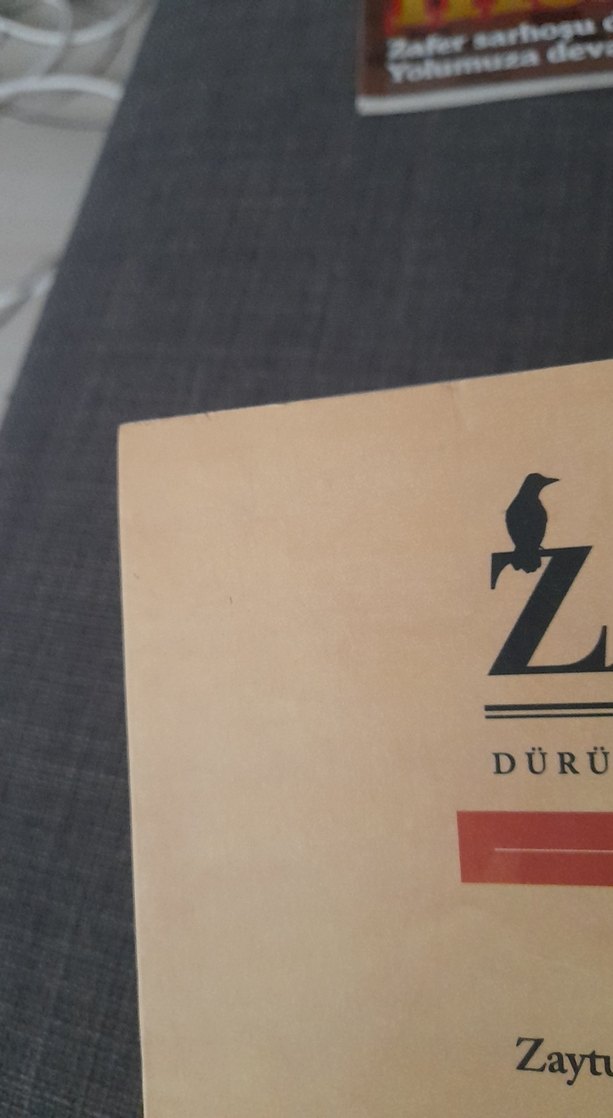 Zafer sarhoşu
Yolumuza
Z
DÜRÜ
Zaytu